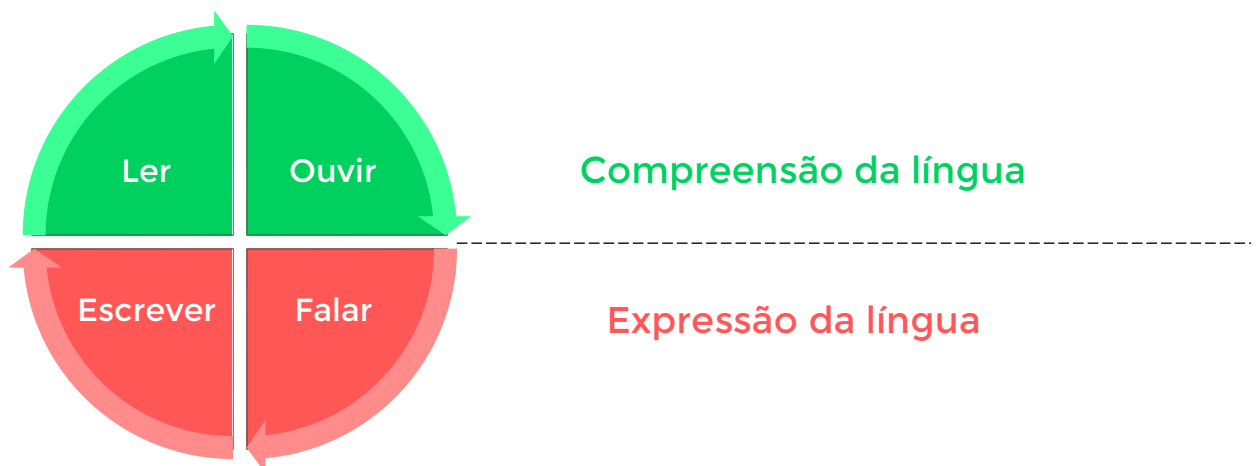 Ler
Ouvir
Compreensão da língua
Escrever
Falar
Expressão da língua